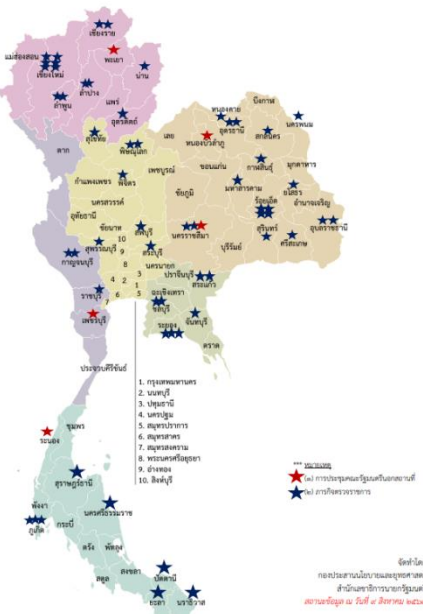 เชียงราย
พะเยา
แม่ฮ่องสอน
เชียงใหม่
น่าน
ลำปาง
ลำพูน
แพร่
อุตรดิตถ์
สุโขทัย
ตาก
พิษณุโลก
เพชรบูรณ์
กำแพงเพชร
พิจิตร
นครสวรรค์
อุทัยธานี
ชัยนาท
ลพบุรี
สุพรรณบุรี
สระบุรี
กาญจนบุรี
นครนายก
ราชบุรี
เพชรบุรี
ประจวบคีรีขันธ์
บึงกาฬ
หนองคาย
เลย
อุดรธานี
นครพนม
หนองบัวลำภู
สกลนคร
ขอนแก่น
กาฬสินธุ์
มุกดาหาร
ชัยภูมิ
มหาสารคาม
ยโสธร
ร้อยเอ็ด
อำนาจเจริญ
นครราชสีมา
บุรีรัมย์
สุรินทร์
ศรีสะเกษ
อุบลราชธานี
ปราจีนบุรี
สระแก้ว
ฉะเชิงเทรา
ชลบุรี
จันทบุรี
ระยอง
ตราด
10
9
8
3
4 2
1
6 5
7
1. กรุงเทพมหานคร
2. นนทบุรี
3. ปทุมธานี
4. นครปฐม
5. สมุทรปราการ
6. สมุทรสาคร
7. สมุทรสงคราม
8. พระนครศรีอยุธยา
9. อ่างทอง
10. สิงห์บุรี
ชุมพร
ระนอง
สุราษฎร์ธานี
นครศรีธรรมราช
พังงา
ภูเก็ต
กระบี่
ตรัง
พัทลุง
สตูล
สงขลา
ปัตตานี
ยะลา
นราธิวาส
*** หมายเหตุ
(๑) การประชุมคณะรัฐมนตรีนอกสถานที่
(๒) ภารกิจตรวจราชการ
จัดทำโดย
กองประสานนโยบายและยุทธศาสตร์
สำนักเลขาธิการนายกรัฐมนตรี